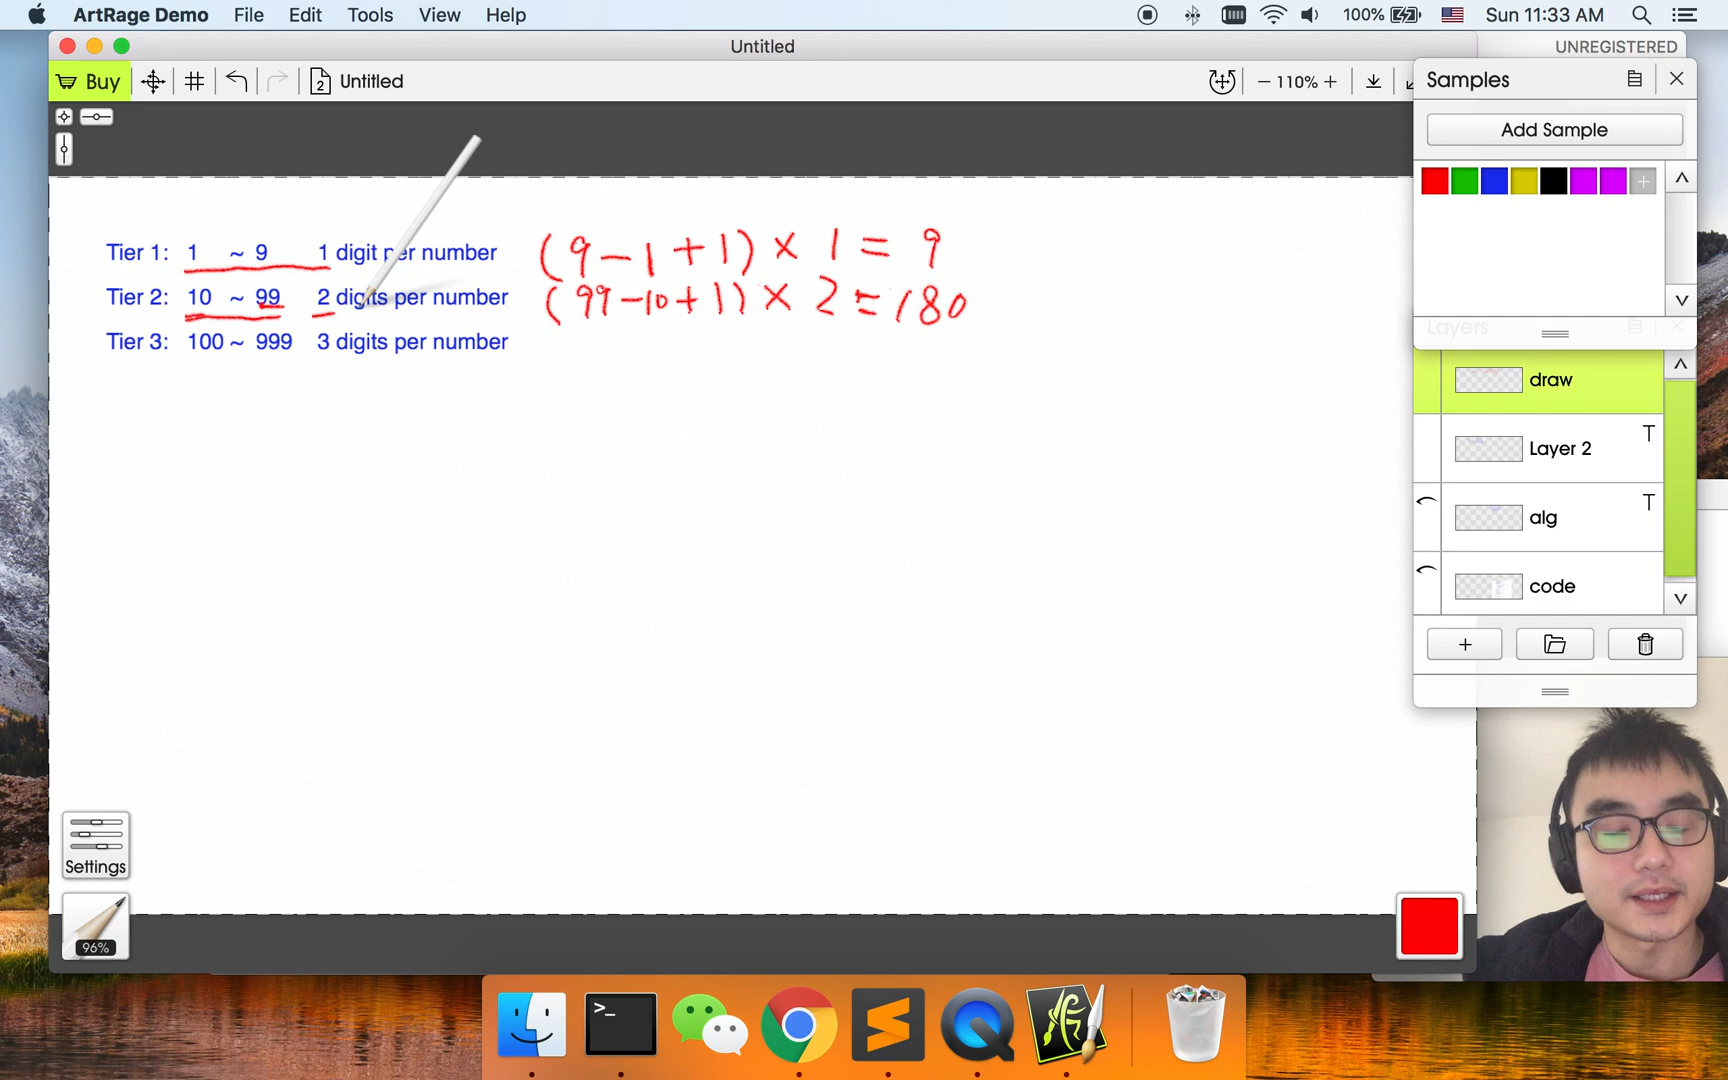 ArtRage Demo File Edit Tools View Help 100% Sun 11:33 AM
Untitled UNREGISTERED
Buy 2 Untitled 110%
Samples
Add Sample
Tier 1: 1 ~ 9 1 digit per number (9-1+1) × 1 = 9
Tier 2: 10 ~ 99 2 digits per number (99-10+1) × 2 = 180
Tier 3: 100 ~ 999 3 digits per number
Layers
draw
Layer 2 T
alg T
code
Settings
96%
>_